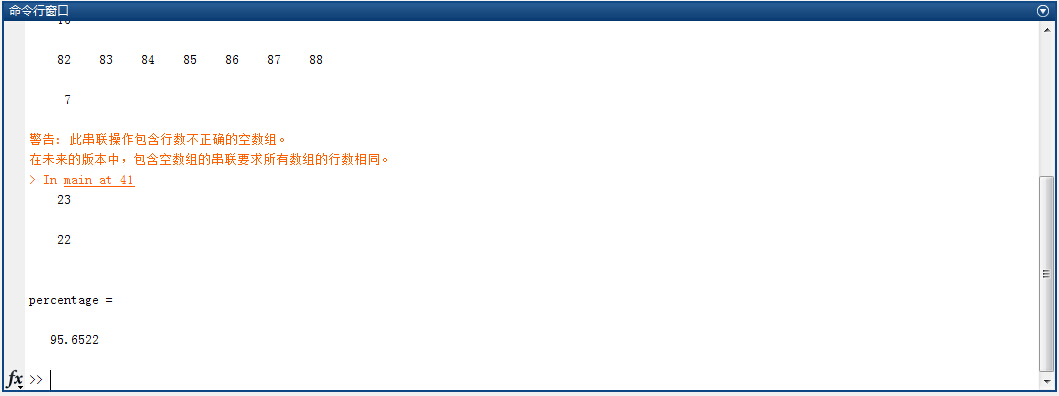 命令行窗口
82 83 84 85 86 87 88
7
警告: 此串联操作包含行数不正确的空数组。
在未来的版本中，包含空数组的串联要求所有数组的行数相同。
> In main at 41
23
22
percentage =
95.6522
fx >>